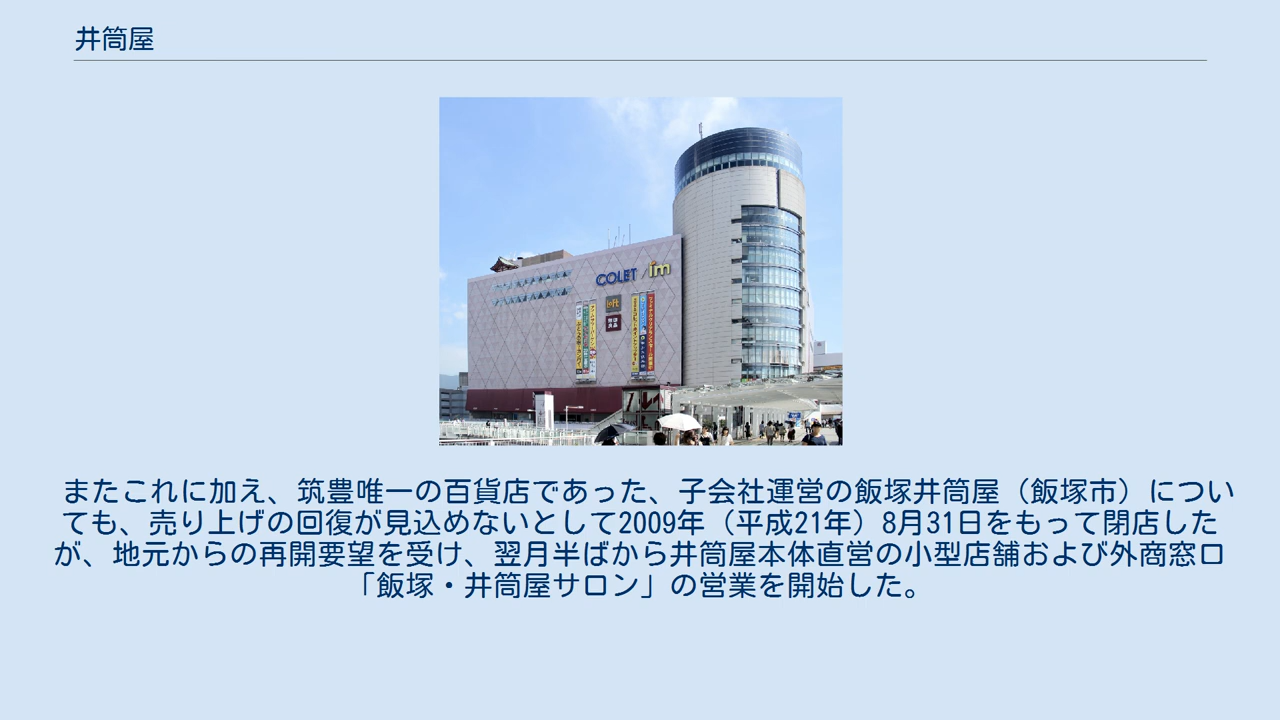 井筒屋
COLET / im
Loft
無印
良品
またこれに加え、筑豊唯一の百貨店であった、子会社運営の飯塚井筒屋（飯塚市）につい
ても、売り上げの回復が見込めないとして2009年（平成21年）8月31日をもって閉店した
が、地元からの再開要望を受け、翌月半ばから井筒屋本体直営の小型店舗および外商窓口
「飯塚・井筒屋サロン」の営業を開始した。